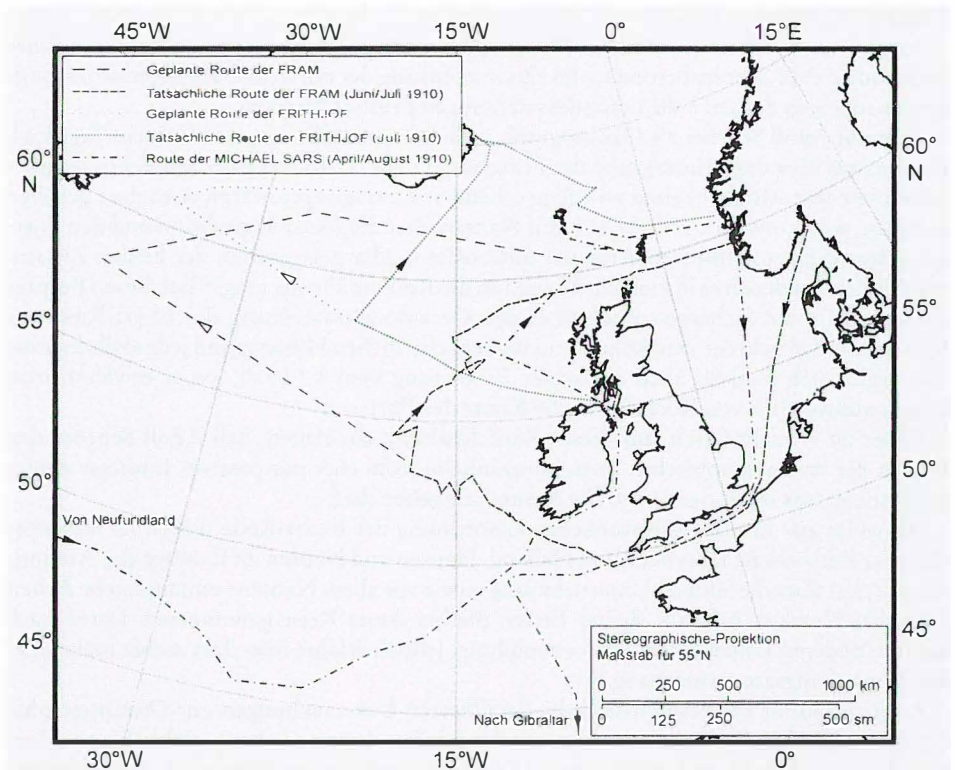 45°W 30°W 15°W 0° 15°E
Geplante Route der FRAM
Tatsächliche Route der FRAM (Juni/Juli 1910)
Geplante Route der FRITHJOF
Tatsächliche Route der FRITHJOF (Juli 1910)
Route der MICHAEL SARS (April/August 1910)
60° 60°
N N
55° 55°
50° 50°
Von Neufundland
45° 45°
Stereographische-Projektion
Maßstab für 55°N
0 250 500 1000 km
0 125 250 500 sm
Nach Gibraltar
30°W 15°W 0°